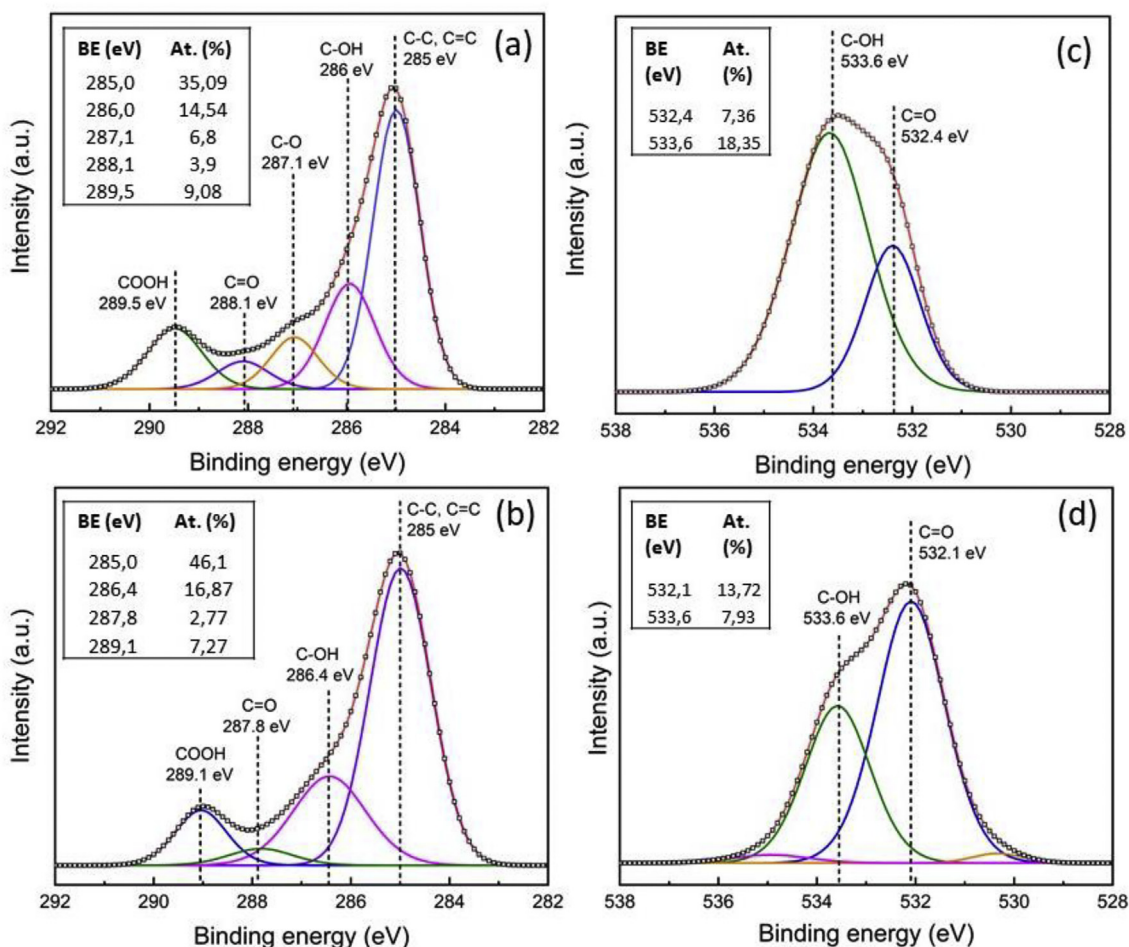 (a)
BE (eV) At. (%)
285,0 35,09
286,0 14,54
287,1 6,8
288,1 3,9
289,5 9,08
C-C, C=C
285 eV
C-OH
286 eV
C-O
287.1 eV
C=O
288.1 eV
COOH
289.5 eV
Intensity (a.u.)
292 290 288 286 284 282
Binding energy (eV)
(c)
BE At.
(eV) (%)
532,4 7,36
533,6 18,35
C-OH
533.6 eV
C=O
532.4 eV
Intensity (a.u.)
538 536 534 532 530 528
Binding energy (eV)
(b)
BE (eV) At. (%)
285,0 46,1
286,4 16,87
287,8 2,77
289,1 7,27
C-C, C=C
285 eV
C-OH
286.4 eV
C=O
287.8 eV
COOH
289.1 eV
Intensity (a.u.)
292 290 288 286 284 282
Binding energy (eV)
(d)
BE At.
(eV) (%)
532,1 13,72
533,6 7,93
C=O
532.1 eV
C-OH
533.6 eV
Intensity (a.u.)
538 536 534 532 530 528
Binding energy (eV)